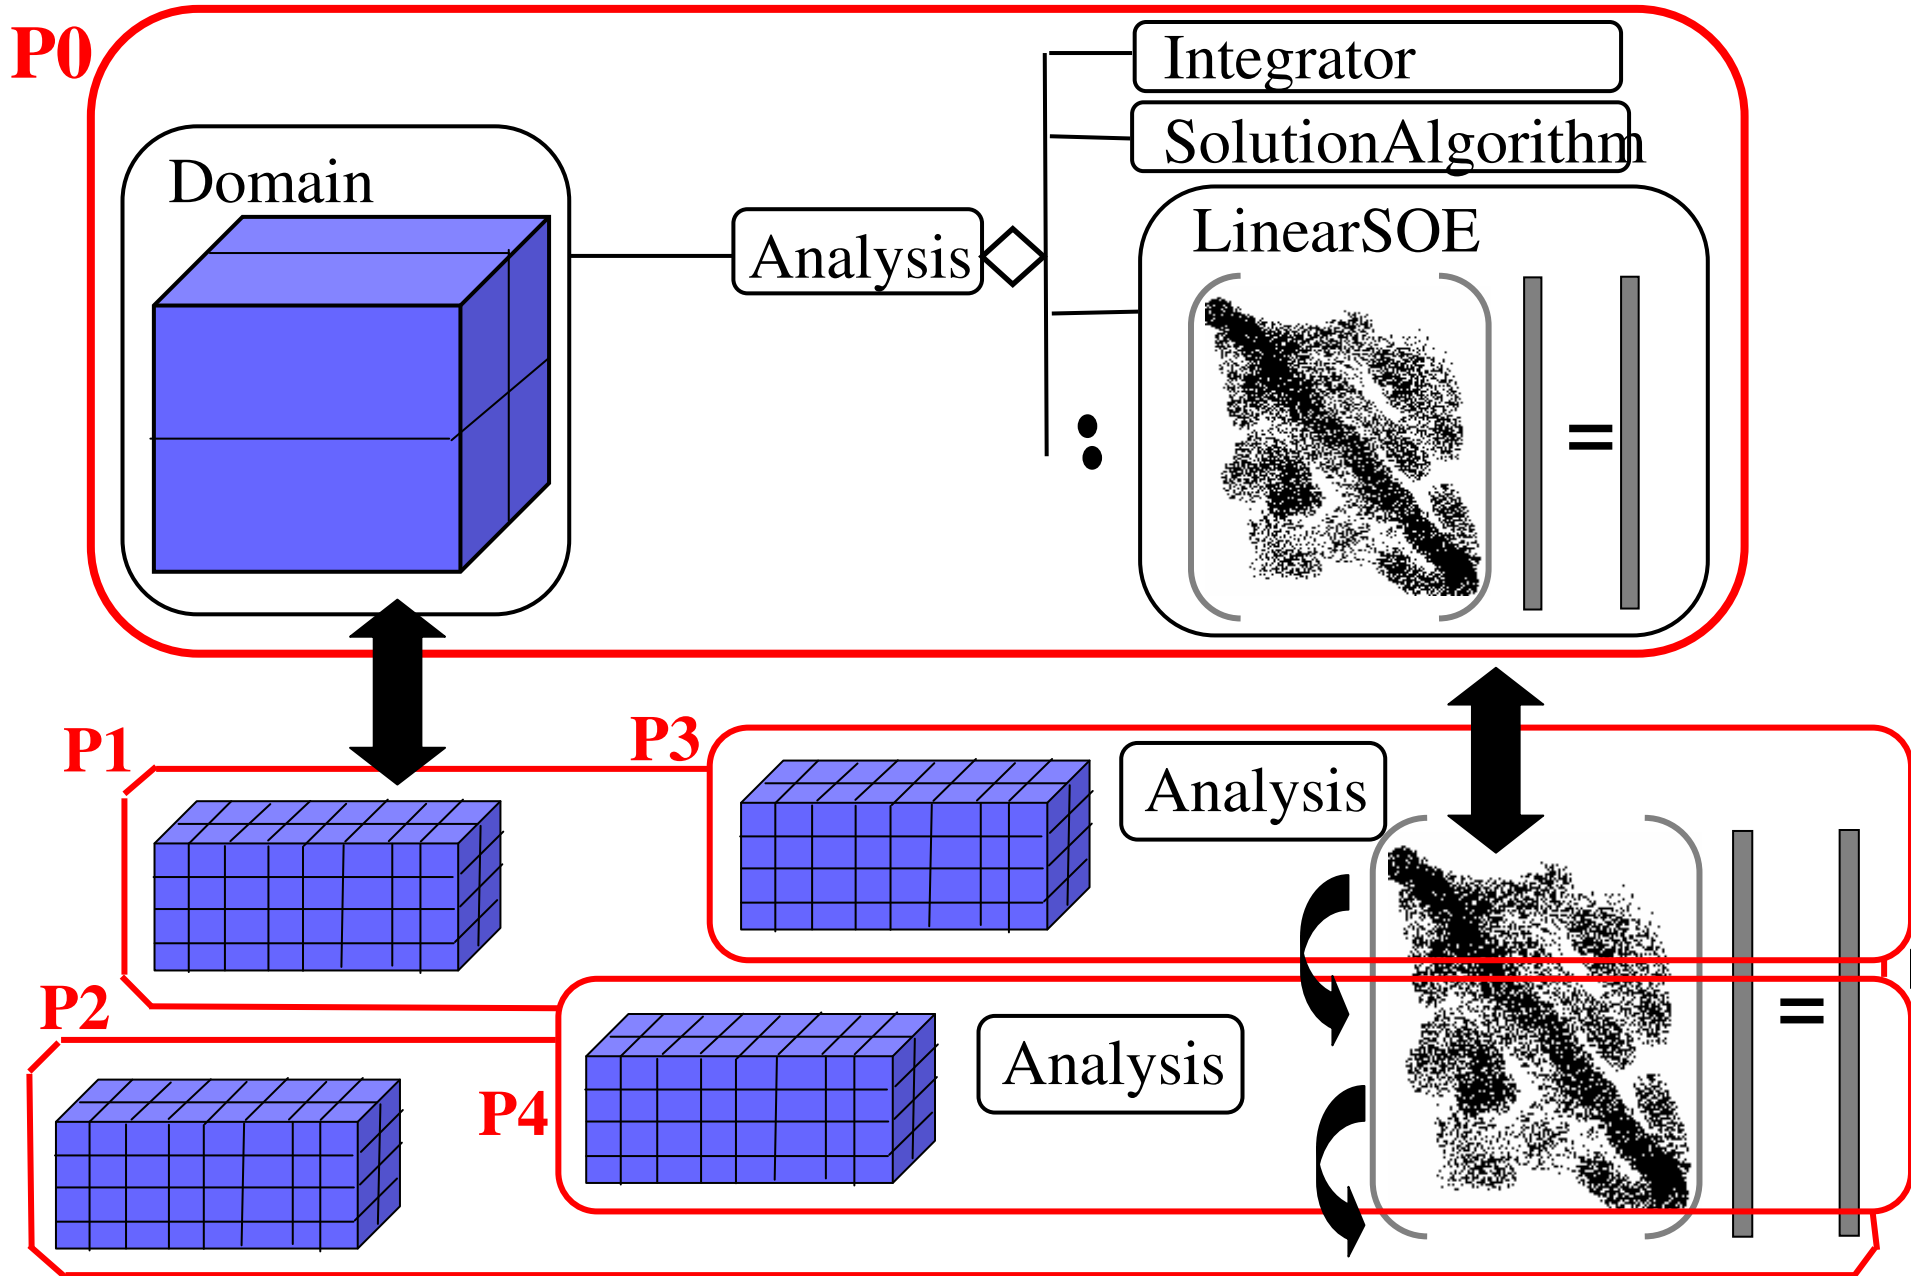 P0
Integrator
SolutionAlgorithm
Domain
Analysis
LinearSOE
=
P1
P3
Analysis
P2
=
P4
Analysis